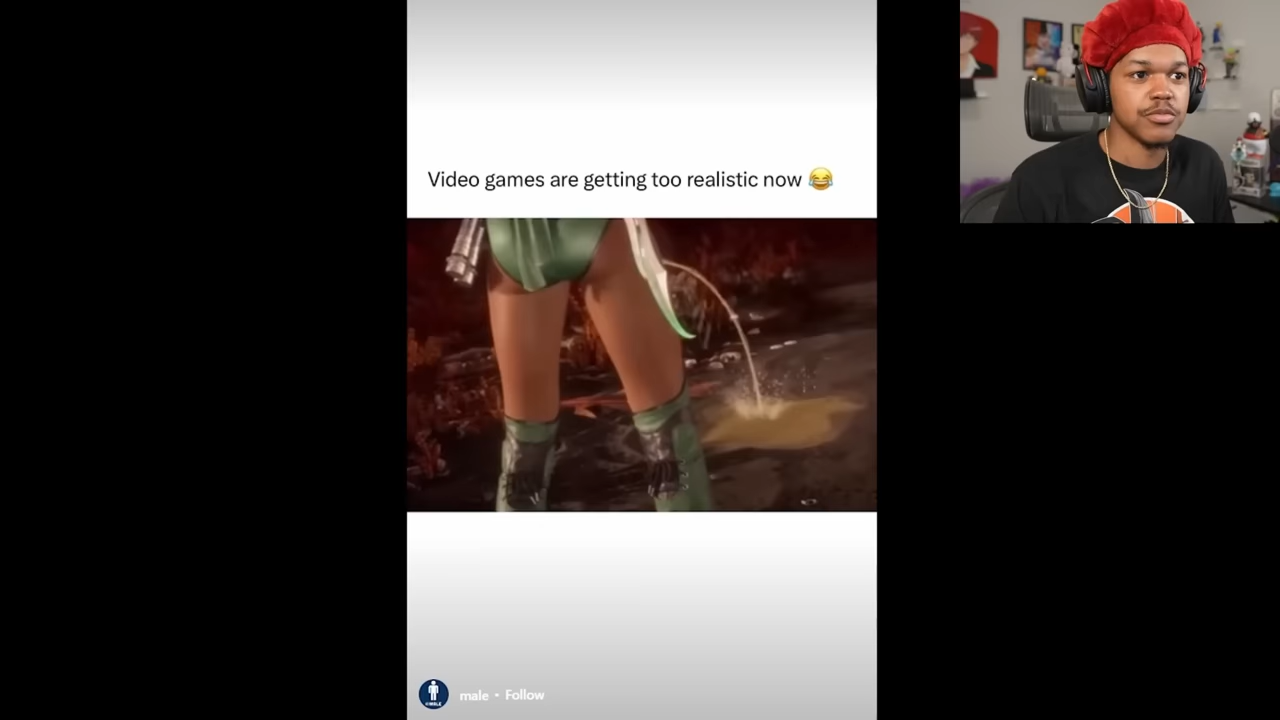 Video games are getting too realistic now 😂
male • Follow